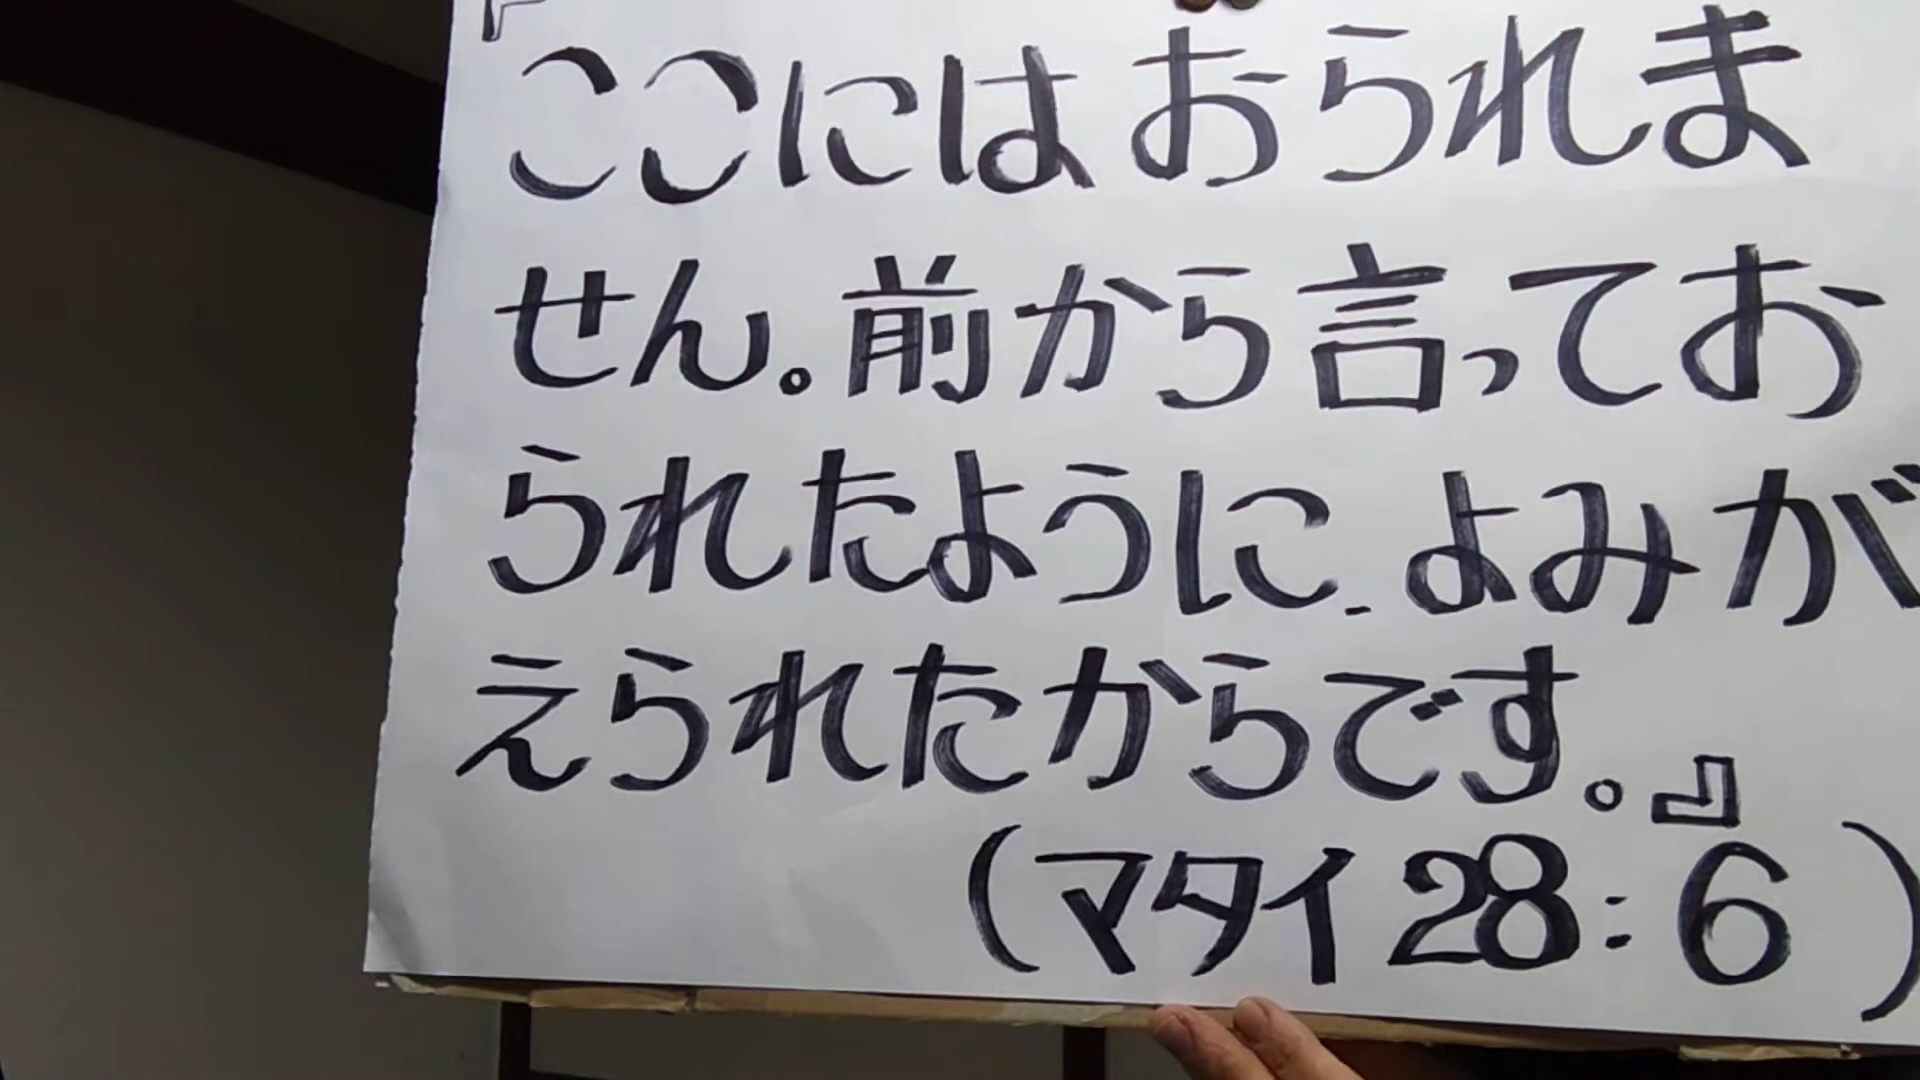 『ここにはおられま
せん。前から言ってお
られたように、よみが
えられたからです。』
(マタイ28:6)